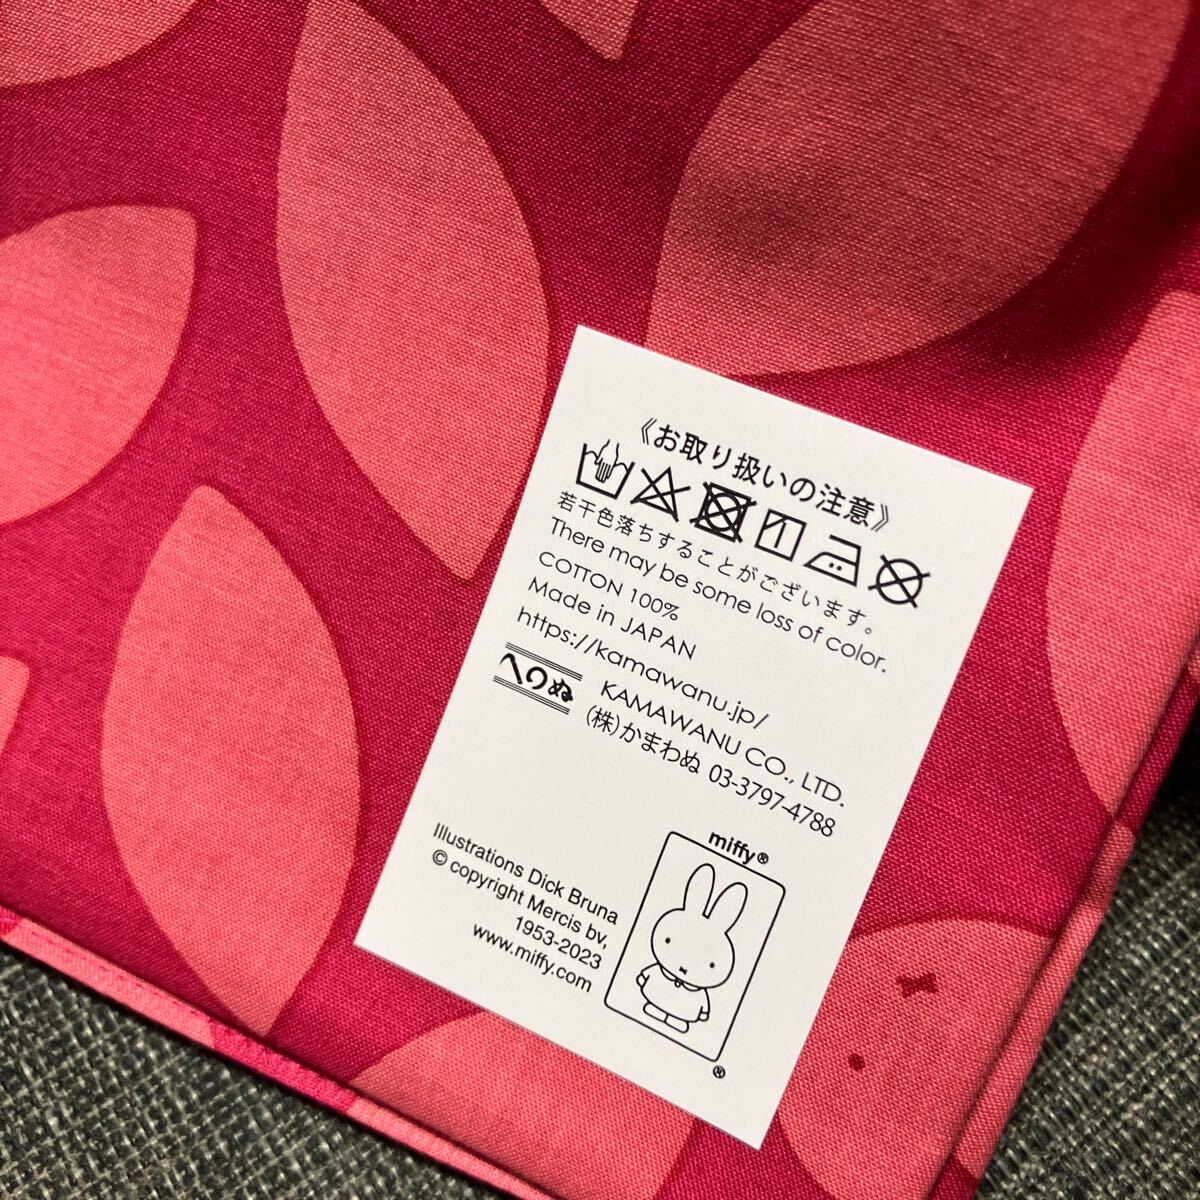 《お取り扱いの注意》
若干色落ちすることがございます。
There may be some loss of color.
COTTON 100%
Made in JAPAN
https://kamawanu.jp/
KAMAWANU CO., LTD.
(株)かまわぬ 03-3797-4788
miffy®
Illustrations Dick Bruna
© copyright Mercis bv,
1953-2023
www.miffy.com
®